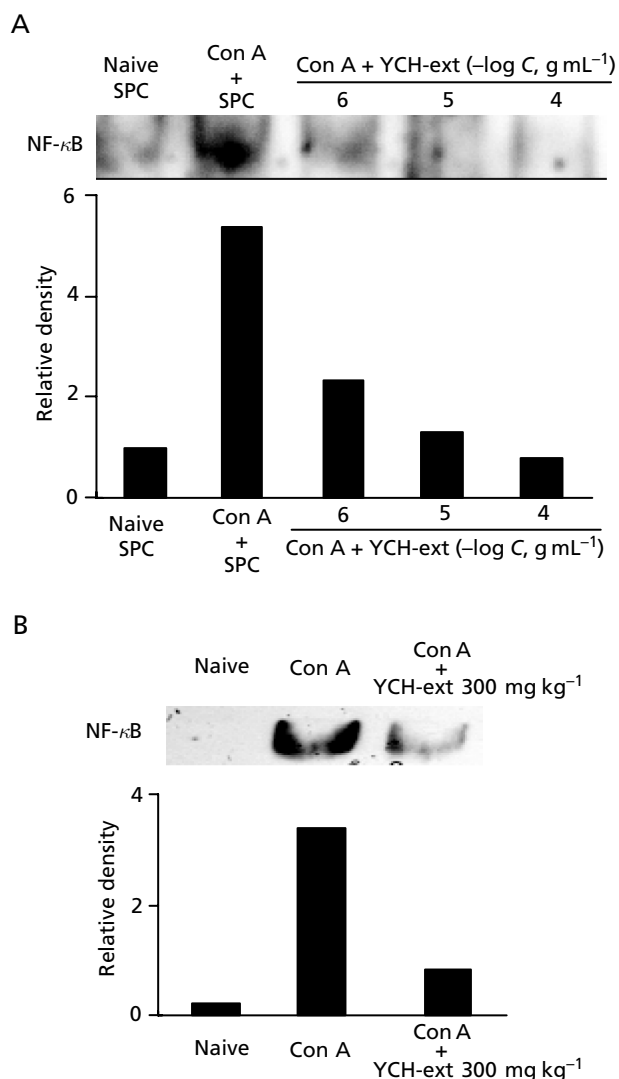 A
Naive
SPC
Con A
+
SPC
Con A + YCH-ext (–log C, g mL⁻¹)
6 5 4
NF-κB
6
4
2
0
Relative density
Naive
SPC
Con A
+
SPC
6 5 4
Con A + YCH-ext (–log C, g mL⁻¹)
B
Naive
Con A
Con A
+
YCH-ext 300 mg kg⁻¹
NF-κB
4
2
0
Relative density
Naive
Con A
Con A
+
YCH-ext 300 mg kg⁻¹